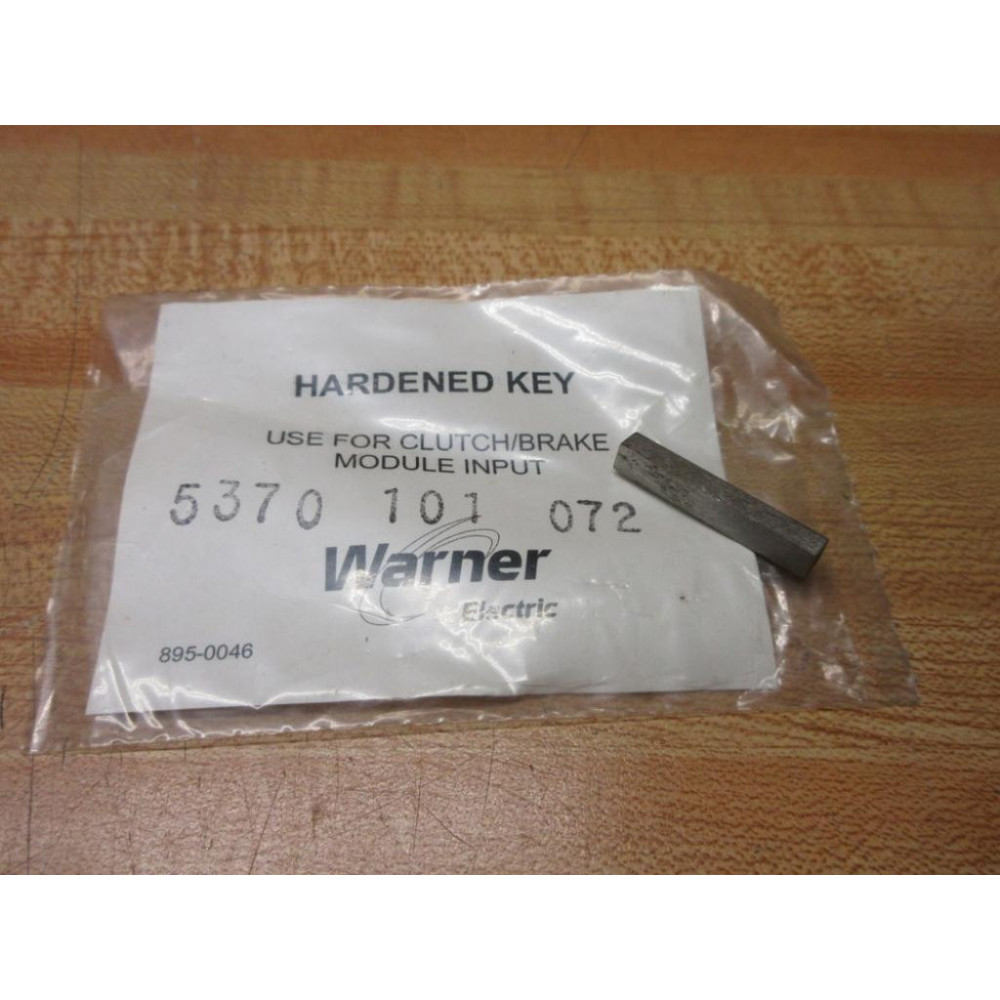 HARDENED KEY
USE FOR CLUTCH/BRAKE
MODULE INPUT
5370 101 072
Warner
Electric
895-0046